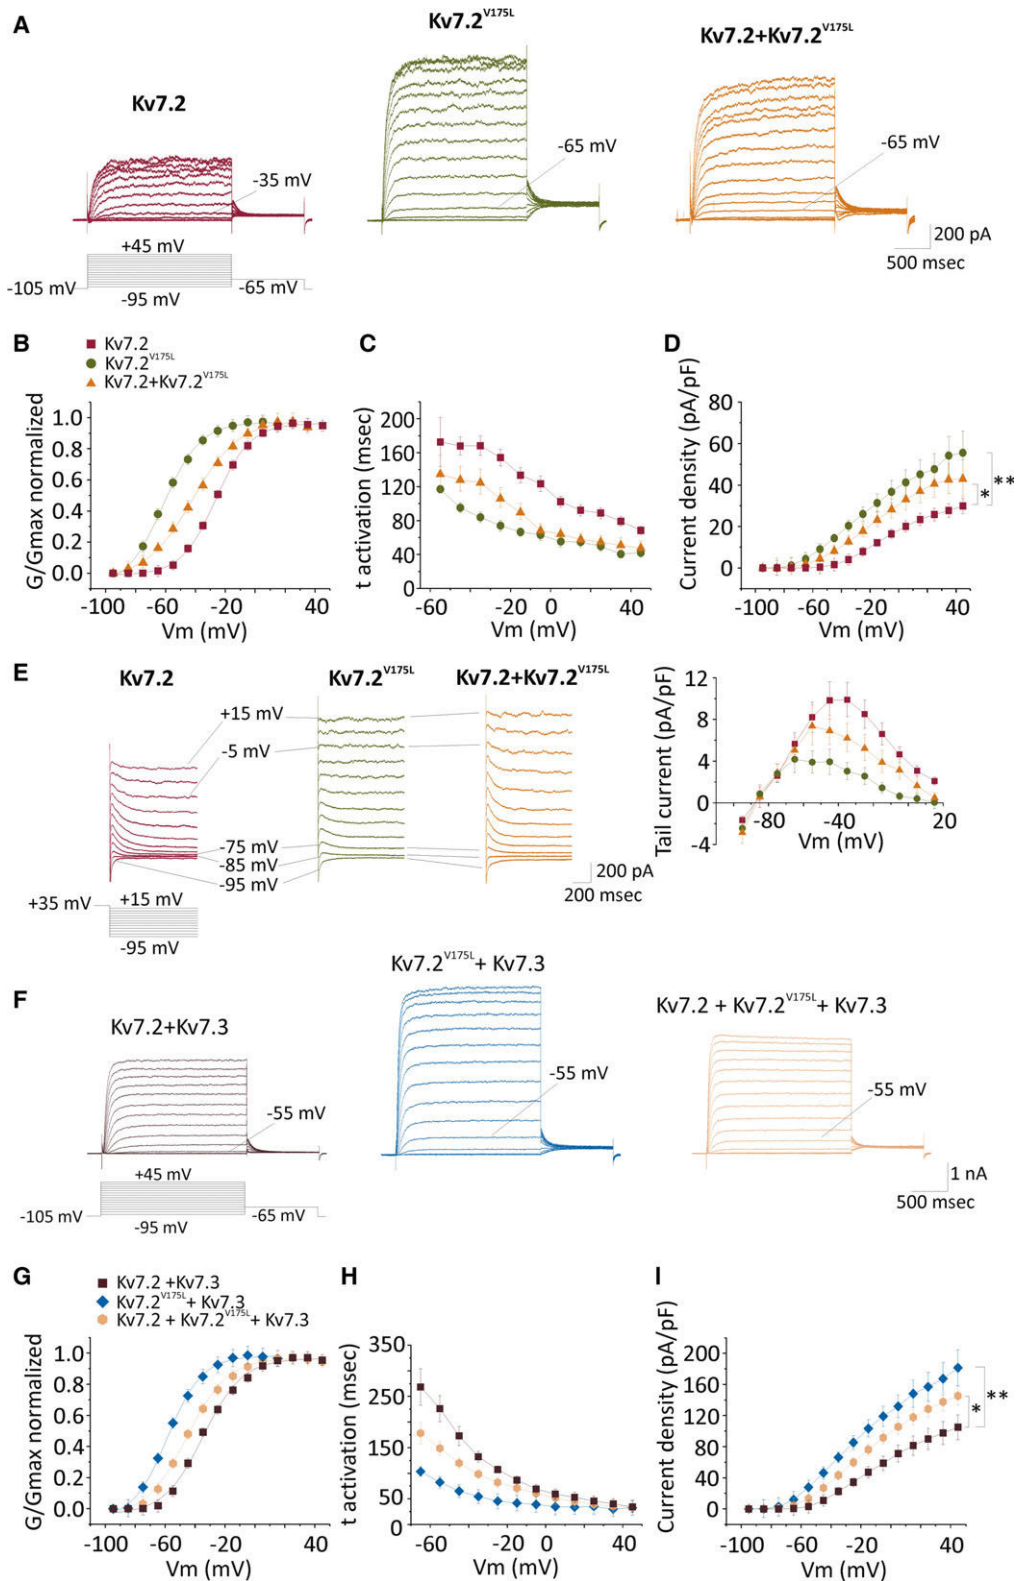 A
Kv7.2
Kv7.2V175L
Kv7.2+Kv7.2V175L
-35 mV
-65 mV
-65 mV
+45 mV
-105 mV
-95 mV
-65 mV
200 pA
500 msec
B
Kv7.2
Kv7.2V175L
Kv7.2+Kv7.2V175L
G/Gmax normalized
1.0
0.8
0.6
0.4
0.2
0.0
-100 -60 -20 0 40
Vm (mV)
C
t activation (msec)
200
160
120
80
40
0
-60 -20 0 40
Vm (mV)
D
Current density (pA/pF)
80
60
40
20
0
-100 -60 -20 0 40
Vm (mV)
*
**
E
Kv7.2
Kv7.2V175L
Kv7.2+Kv7.2V175L
+15 mV
-5 mV
-75 mV
-85 mV
-95 mV
+35 mV
+15 mV
-95 mV
200 pA
200 msec
Tail current (pA/pF)
12
8
4
0
-4
-80 -40 20
Vm (mV)
F
Kv7.2+Kv7.3
Kv7.2V175L+ Kv7.3
Kv7.2 + Kv7.2V175L+ Kv7.3
-55 mV
-55 mV
-55 mV
+45 mV
-105 mV
-95 mV
-65 mV
1 nA
500 msec
G
Kv7.2 +Kv7.3
Kv7.2V175L+ Kv7.3
Kv7.2 + Kv7.2V175L+ Kv7.3
G/Gmax normalized
1.0
0.8
0.6
0.4
0.2
0.0
-100 -60 -20 0 40
Vm (mV)
H
t activation (msec)
350
250
150
50
0
-60 -20 0 40
Vm (mV)
I
Current density (pA/pF)
200
160
120
80
40
0
-100 -60 -20 0 40
Vm (mV)
*
**